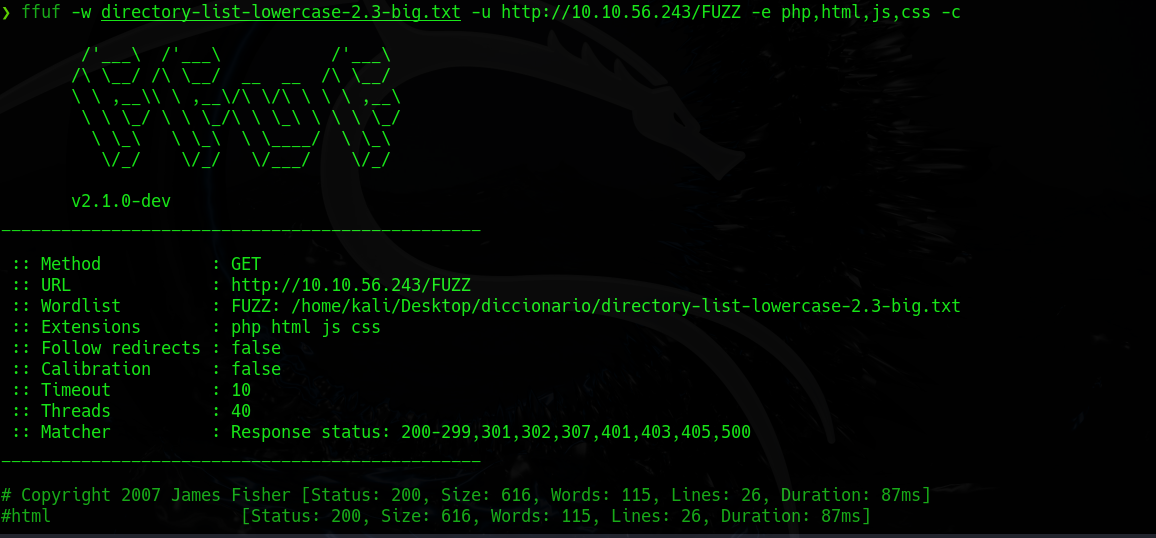 ❯ ffuf -w directory-list-lowercase-2.3-big.txt -u http://10.10.56.243/FUZZ -e php,html,js,css -c
        /'___\  /'___\           /'___\
       /\ \__/ /\ \__/  __  __  /\ \__/
       \ \ ,__\\ \ ,__\/\ \/\ \ \ \ ,__\
        \ \ \_/ \ \ \_/\ \ \_\ \ \ \ \_/
         \ \_\   \ \_\  \ \____/  \ \_\
          \/_/    \/_/   \/___/    \/_/
       v2.1.0-dev
________________________________________________
 :: Method           : GET
 :: URL              : http://10.10.56.243/FUZZ
 :: Wordlist         : FUZZ: /home/kali/Desktop/diccionario/directory-list-lowercase-2.3-big.txt
 :: Extensions       : php html js css
 :: Follow redirects : false
 :: Calibration      : false
 :: Timeout          : 10
 :: Threads          : 40
 :: Matcher          : Response status: 200-299,301,302,307,401,403,405,500
________________________________________________
# Copyright 2007 James Fisher [Status: 200, Size: 616, Words: 115, Lines: 26, Duration: 87ms]
#html                   [Status: 200, Size: 616, Words: 115, Lines: 26, Duration: 87ms]